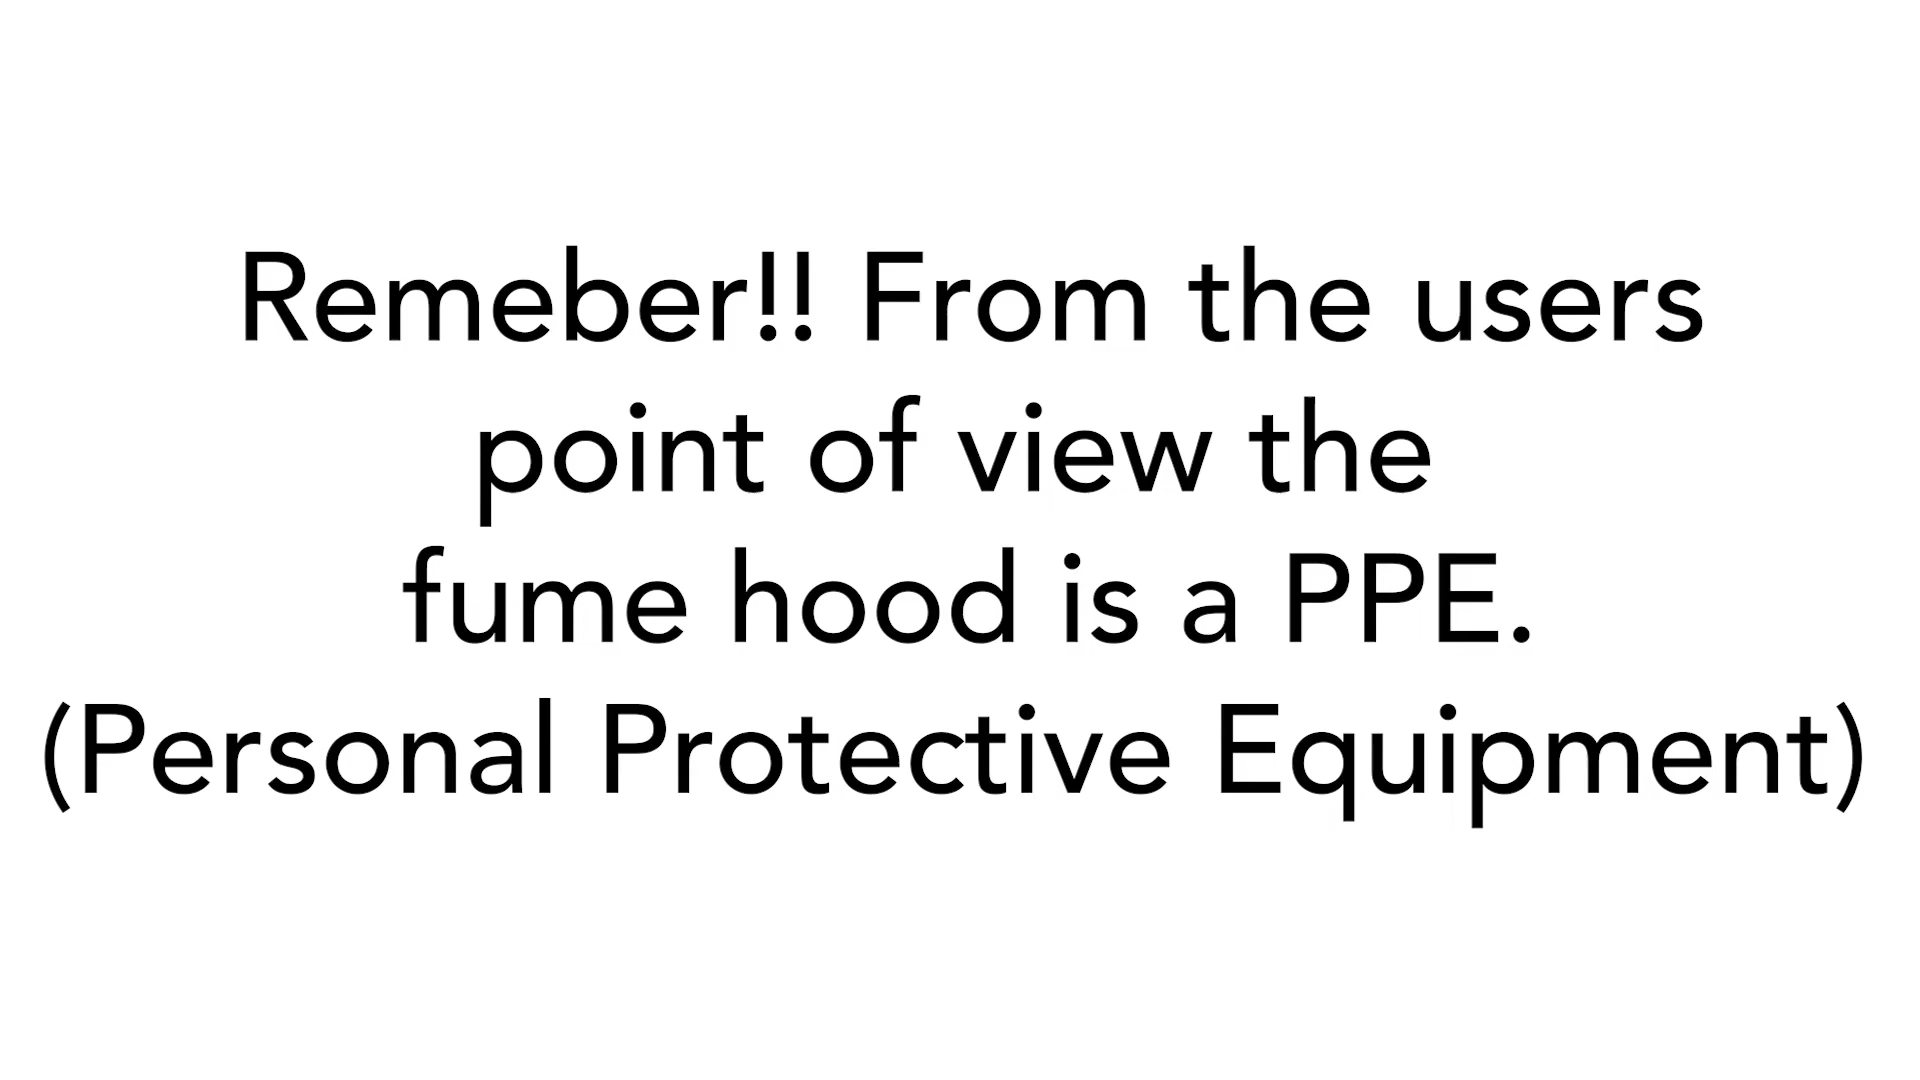 Remeber!! From the users
point of view the
fume hood is a PPE.
(Personal Protective Equipment)